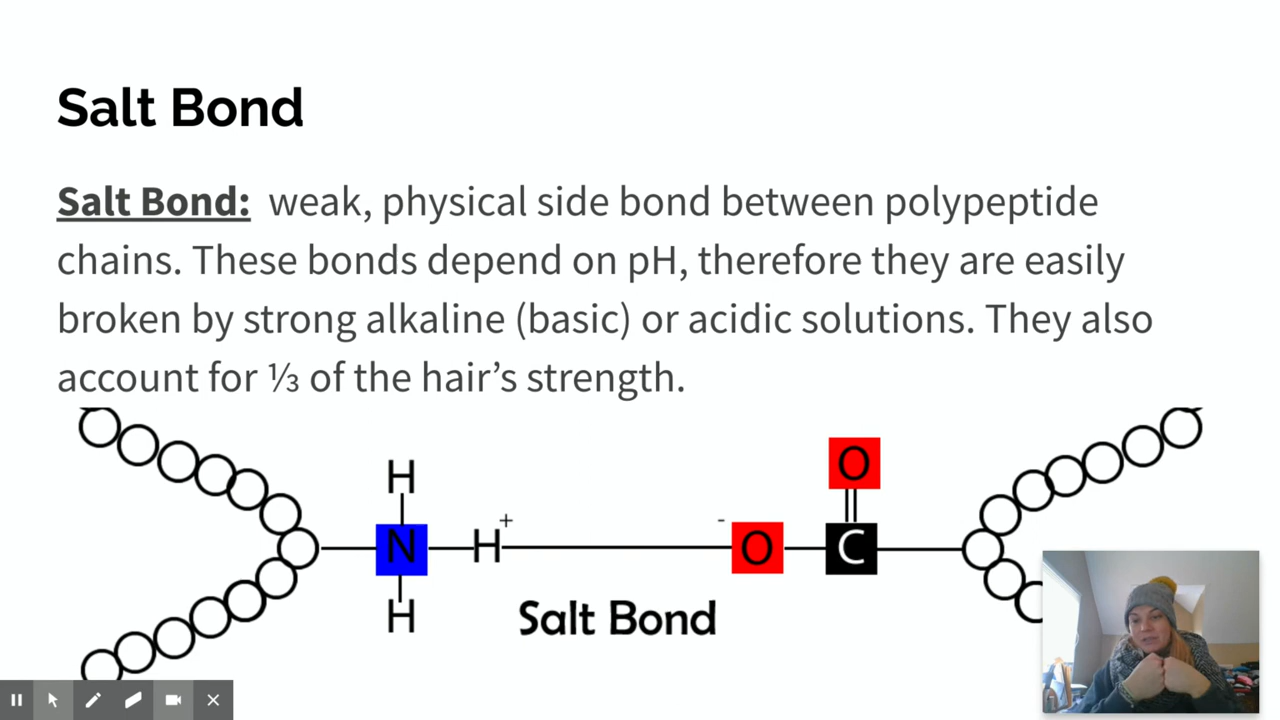 Salt Bond
Salt Bond: weak, physical side bond between polypeptide
chains. These bonds depend on pH, therefore they are easily
broken by strong alkaline (basic) or acidic solutions. They also
account for ⅓ of the hair’s strength.
H
O
N
H
+
-
O
C
H
Salt Bond